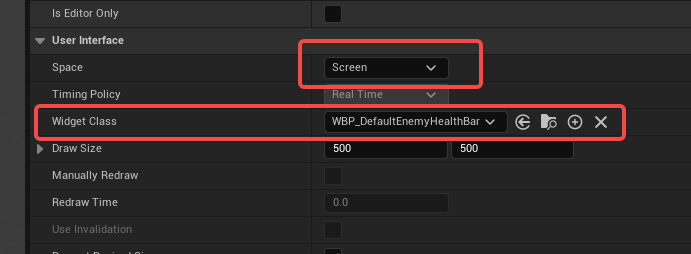 Is Editor Only
User Interface
Space Screen
Timing Policy Real Time
Widget Class WBP_DefaultEnemyHealthBar
Draw Size 500 500
Manually Redraw
Redraw Time 0.0
Use Invalidation